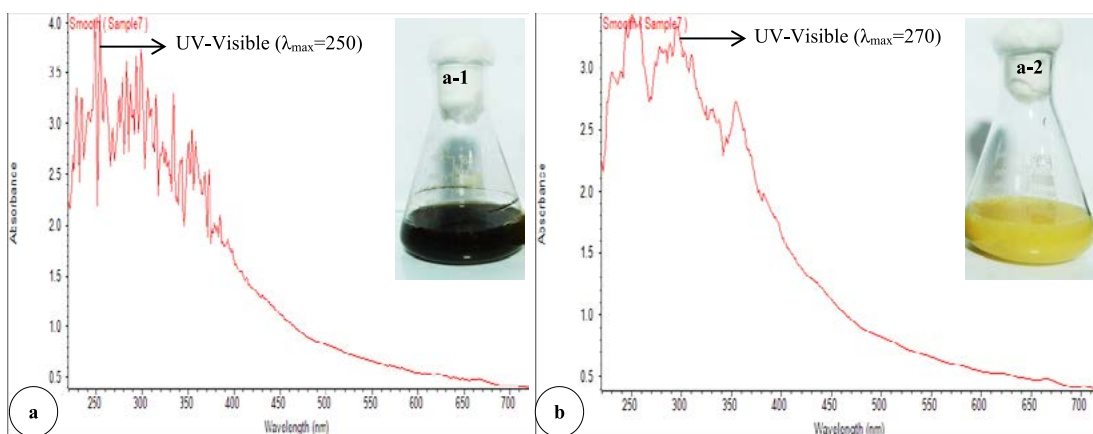 Smooth ( Sample7 )
UV-Visible (λmax=250)
a-1
4.0
3.5
3.0
2.5
2.0
1.5
1.0
0.5
Absorbance
250 300 350 400 450 500 550 600 650 700
Wavelength (nm)
a
Smooth ( Sample7)
UV-Visible (λmax=270)
a-2
3.0
2.5
2.0
1.5
1.0
0.5
Absorbance
250 300 350 400 450 500 550 600 650 700
Wavelength (nm)
b